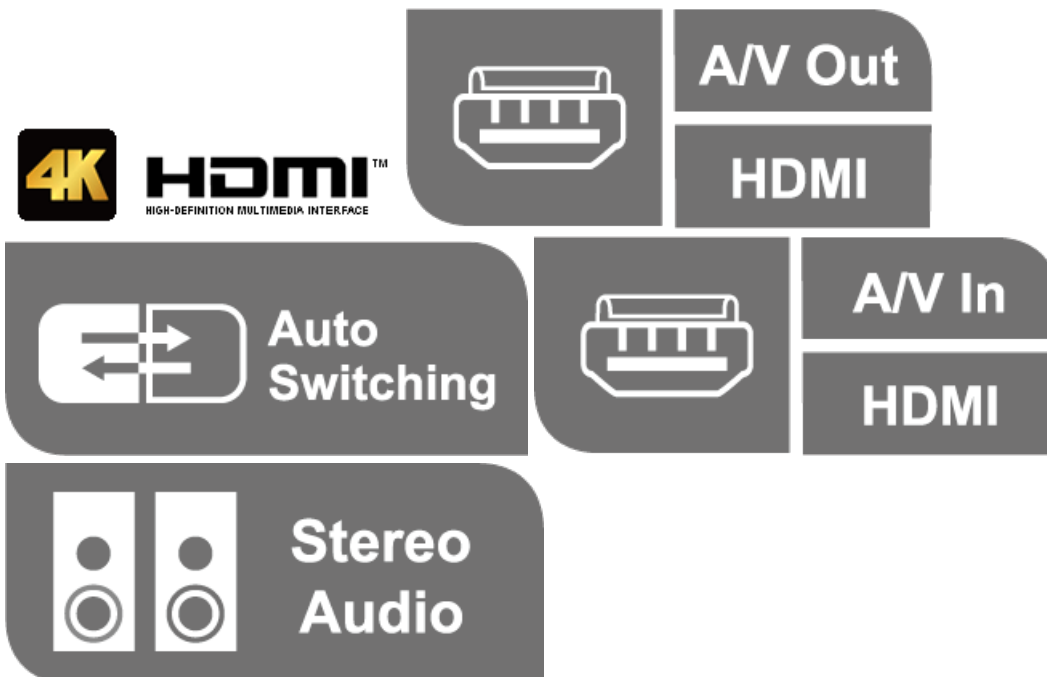 4K
HDMI™
HIGH-DEFINITION MULTIMEDIA INTERFACE
A/V Out
HDMI
Auto
Switching
A/V In
HDMI
Stereo
Audio